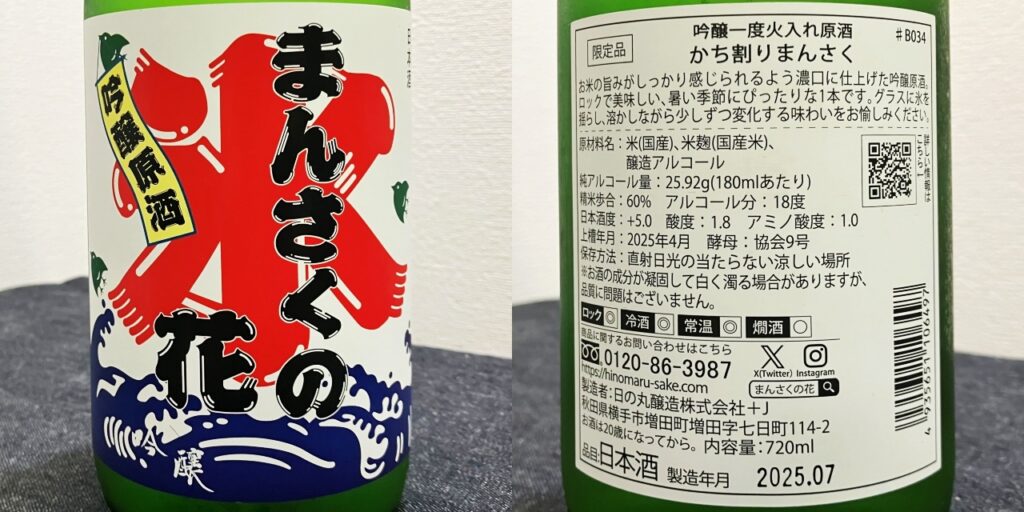 日本酒
氷
まんさくの
花
吟醸原酒
吟醸
吟醸一度火入れ原酒
限定品
かち割りまんさく
#B034
お米の旨みがしっかり感じられるよう濃口に仕上げた吟醸原酒。
ロックで美味しい、暑い季節にぴったりな1本です。グラスに氷を
揺らし、溶かしながら少しずつ変化する味わいをお愉しみください。
原材料名:米(国産)、米麹(国産米)、
醸造アルコール
純アルコール量:25.92g(180mlあたり)
精米歩合:60% アルコール分:18度
日本酒度:+5.0 酸度:1.8 アミノ酸度:1.0
上槽年月:2025年4月 酵母:協会9号
保存方法:直射日光の当たらない涼しい場所
※お酒の成分が凝固して白く濁る場合がありますが、
品質に問題はございません。
詳しい情報は
こちら!
ロック◎ 冷酒◎ 常温◎ 燗酒○
商品に関するお問い合わせはこちら
0120-86-3987
https://hinomaru-sake.com
X(Twitter) Instagram
まんさくの花
製造者:日の丸醸造株式会社+J
秋田県横手市増田町増田字七日町114-2
お酒は20歳になってから。 内容量:720ml
品目:日本酒 製造年月 2025.07
4 939651 106497